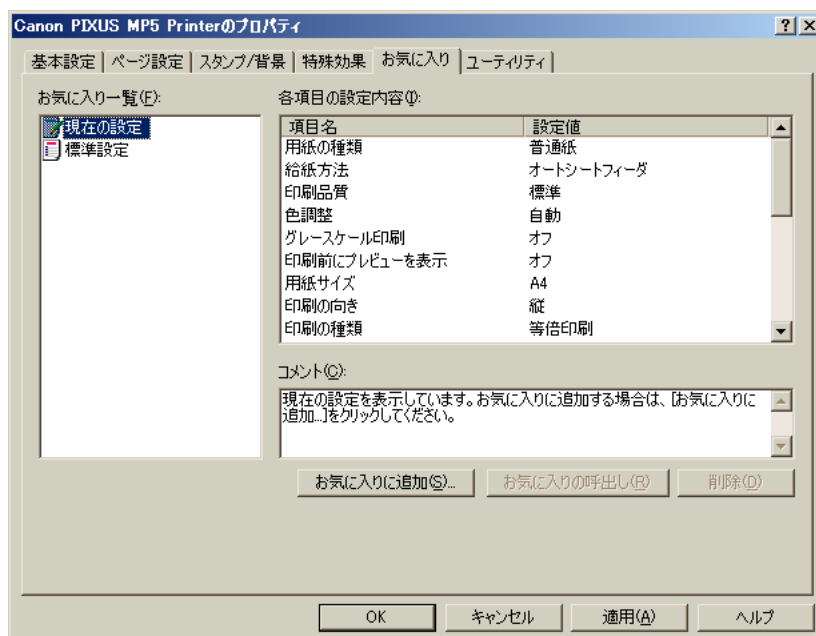 Canon PIXUS MP5 Printerのプロパティ
基本設定 ページ設定 スタンプ/背景 特殊効果 お気に入り ユーティリティ
お気に入り一覧(F):
現在の設定
標準設定
各項目の設定内容(I):
項目名 設定値
用紙の種類 普通紙
給紙方法 オートシートフィーダ
印刷品質 標準
色調整 自動
グレースケール印刷 オフ
印刷前にプレビューを表示 オフ
用紙サイズ A4
印刷の向き 縦
印刷の種類 等倍印刷
コメント(C):
現在の設定を表示しています。お気に入りに追加する場合は、[お気に入りに
追加...]をクリックしてください。
お気に入りに追加(S)... お気に入りの呼出し(R) 削除(D)
OK キャンセル 適用(A) ヘルプ